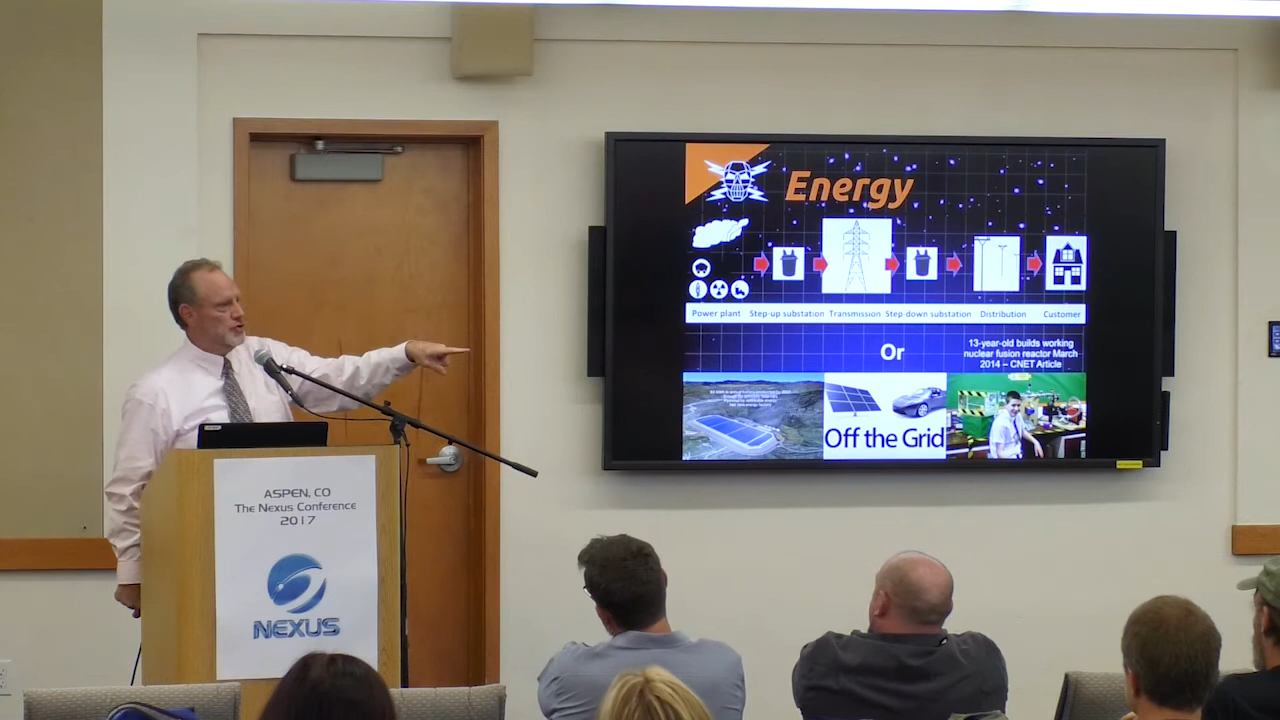 Energy
Power plant Step-up substation Transmission Step-down substation Distribution Customer
Or
13-year-old builds working
nuclear fusion reactor March
2014 – CNET Article
Off the Grid
ASPEN, CO
The Nexus Conference
2017
NEXUS